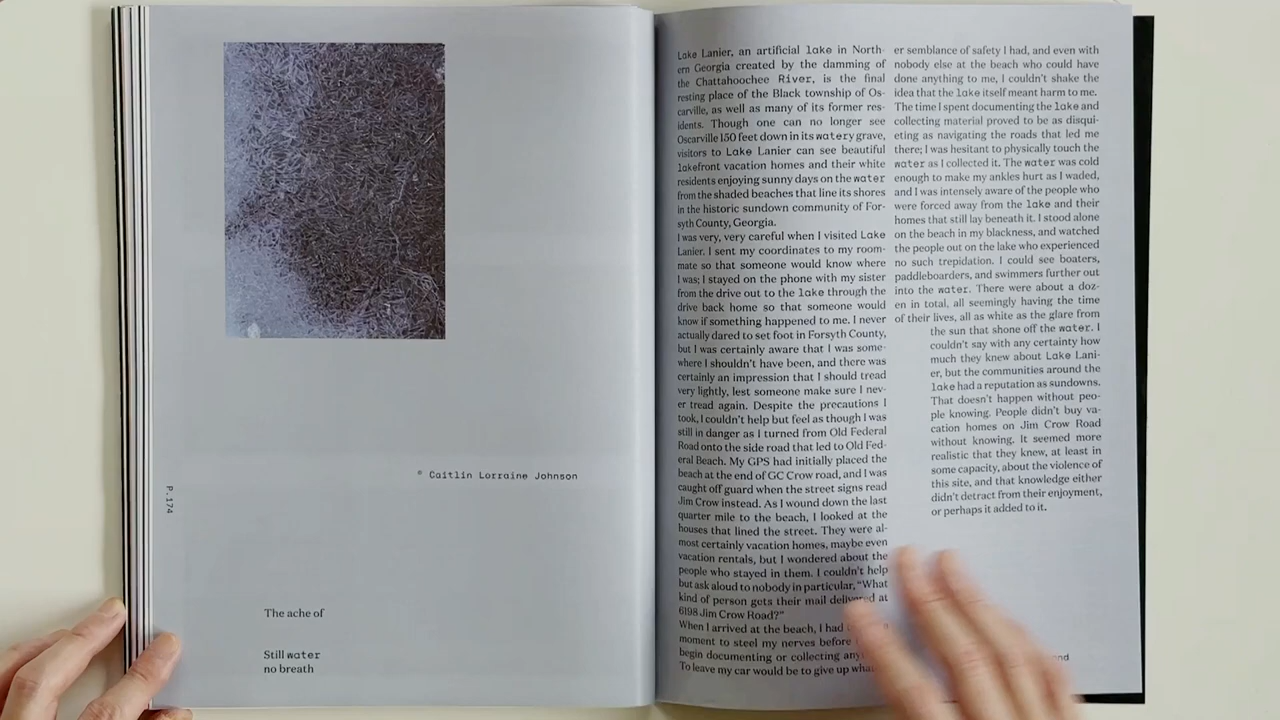 © Caitlin Lorraine Johnson
P.174
The ache of
Still water
no breath
Lake Lanier, an artificial lake in North-
ern Georgia created by the damming of
the Chattahoochee River, is the final
resting place of the Black township of Os-
carville, as well as many of its former res-
idents. Though one can no longer see
Oscarville 150 feet down in its watery grave,
visitors to Lake Lanier can see beautiful
lakefront vacation homes and their white
residents enjoying sunny days on the water
from the shaded beaches that line its shores
in the historic sundown community of For-
syth County, Georgia.
I was very, very careful when I visited Lake
Lanier. I sent my coordinates to my room-
mate so that someone would know where
I was; I stayed on the phone with my sister
from the drive out to the lake through the
drive back home so that someone would
know if something happened to me. I never
actually dared to set foot in Forsyth County,
but I was certainly aware that I was some-
where I shouldn't have been, and there was
certainly an impression that I should tread
very lightly, lest someone make sure I nev-
er tread again. Despite the precautions I
took, I couldn't help but feel as though I was
still in danger as I turned from Old Federal
Road onto the side road that led to Old Fed-
eral Beach. My GPS had initially placed the
beach at the end of GC Crow road, and I was
caught off guard when the street signs read
Jim Crow instead. As I wound down the last
quarter mile to the beach, I looked at the
houses that lined the street. They were al-
most certainly vacation homes, maybe even
vacation rentals, but I wondered about the
people who stayed in them. I couldn't help
but ask aloud to nobody in particular, "What
kind of person gets their mail delivered at
6198 Jim Crow Road?"
When I arrived at the beach, I had
moment to steel my nerves before
begin documenting or collecting
To leave my car would be to give up
er semblance of safety I had, and even with
nobody else at the beach who could have
done anything to me, I couldn't shake the
idea that the lake itself meant harm to me.
The time I spent documenting the lake and
collecting material proved to be as disqui-
eting as navigating the roads that led me
there; I was hesitant to physically touch the
water as I collected it. The water was cold
enough to make my ankles hurt as I waded,
and I was intensely aware of the people who
were forced away from the lake and their
homes that still lay beneath it. I stood alone
on the beach in my blackness, and watched
the people out on the lake who experienced
no such trepidation. I could see boaters,
paddleboarders, and swimmers further out
into the water. There were about a doz-
en in total, all seemingly having the time
of their lives, all as white as the glare from
the sun that shone off the water. I
couldn't say with any certainty how
much they knew about Lake Lani-
er, but the communities around the
lake had a reputation as sundowns.
That doesn't happen without peo-
ple knowing. People didn't buy va-
cation homes on Jim Crow Road
without knowing. It seemed more
realistic that they knew, at least in
some capacity, about the violence of
this site, and that knowledge either
didn't detract from their enjoyment,
or perhaps it added to it.